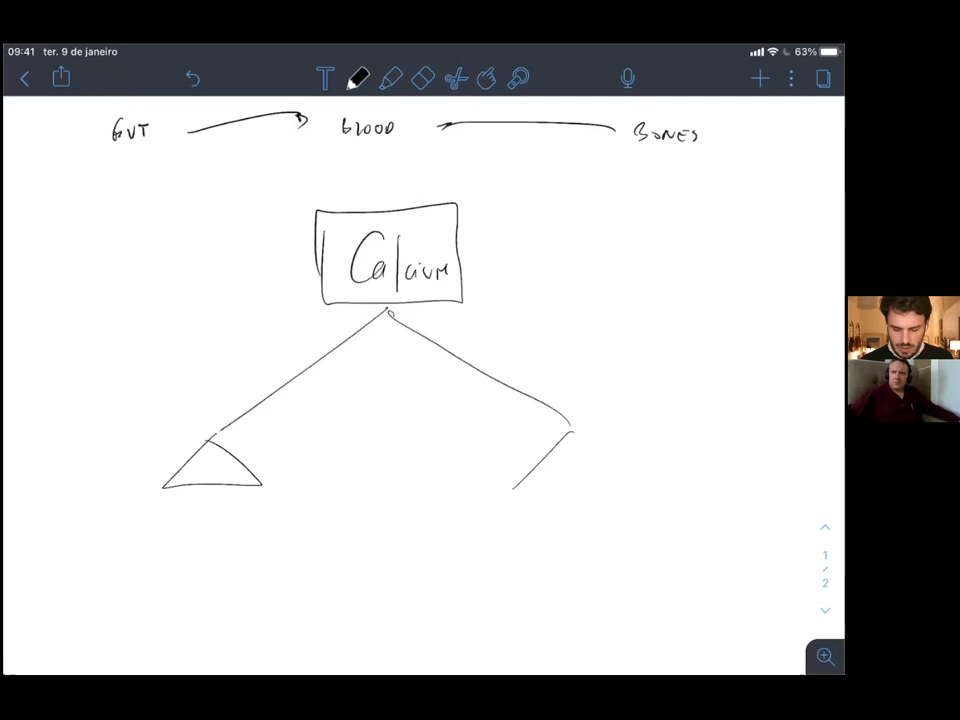 09:41 ter. 9 de janeiro 63%
T
GUT BLOOD BONES
Calcium
1
/
2